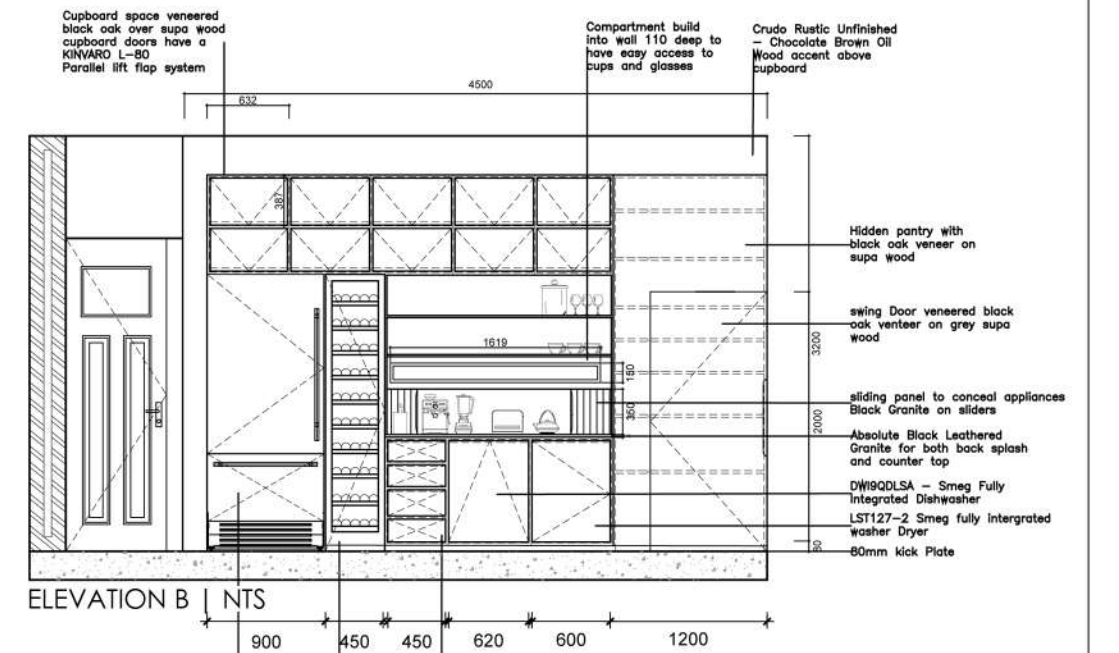 Cupboard space veneered
black oak over supa wood
cupboard doors have a
KINVARO L-80
Parallel lift flap system
Compartment build
into wall 110 deep to
have easy access to
cups and glasses
Crudo Rustic Unfinished
- Chocolate Brown Oil
Wood accent above
cupboard
4500
632
387
Hidden pantry with
black oak veneer on
supa wood
swing Door veneered black
oak venteer on grey supa
wood
3200
1619
150
350
2000
sliding panel to conceal appliances
Black Granite on sliders
Absolute Black Leathered
Granite for both back splash
and counter top
DWI9QDLSA - Smeg Fully
Integrated Dishwasher
LST127-2 Smeg fully intergrated
washer Dryer
80
80mm kick Plate
ELEVATION B | NTS
900
450
450
620
600
1200